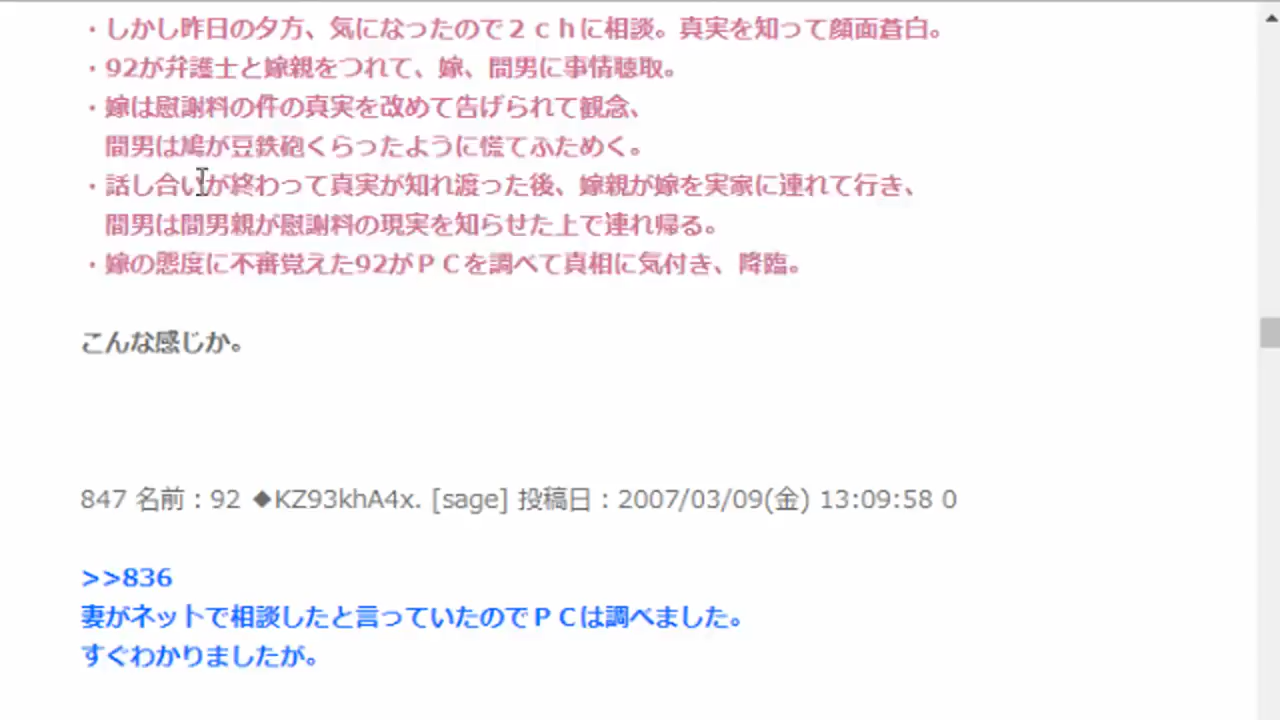 ・しかし昨日の夕方、気になったので２ｃｈに相談。真実を知って顔面蒼白。
・92が弁護士と嫁親をつれて、嫁、間男に事情聴取。
・嫁は慰謝料の件の真実を改めて告げられて観念、
間男は鳩が豆鉄砲くらったように慌てふためく。
・話し合いが終わって真実が知れ渡った後、嫁親が嫁を実家に連れて行き、
間男は間男親が慰謝料の現実を知らせた上で連れ帰る。
・嫁の態度に不審覚えた92がＰＣを調べて真相に気付き、降臨。
こんな感じか。
847 名前：92 ◆KZ93khA4x. [sage] 投稿日：2007/03/09(金) 13:09:58 0
>>836
妻がネットで相談したと言っていたのでＰＣは調べました。
すぐわかりましたが。